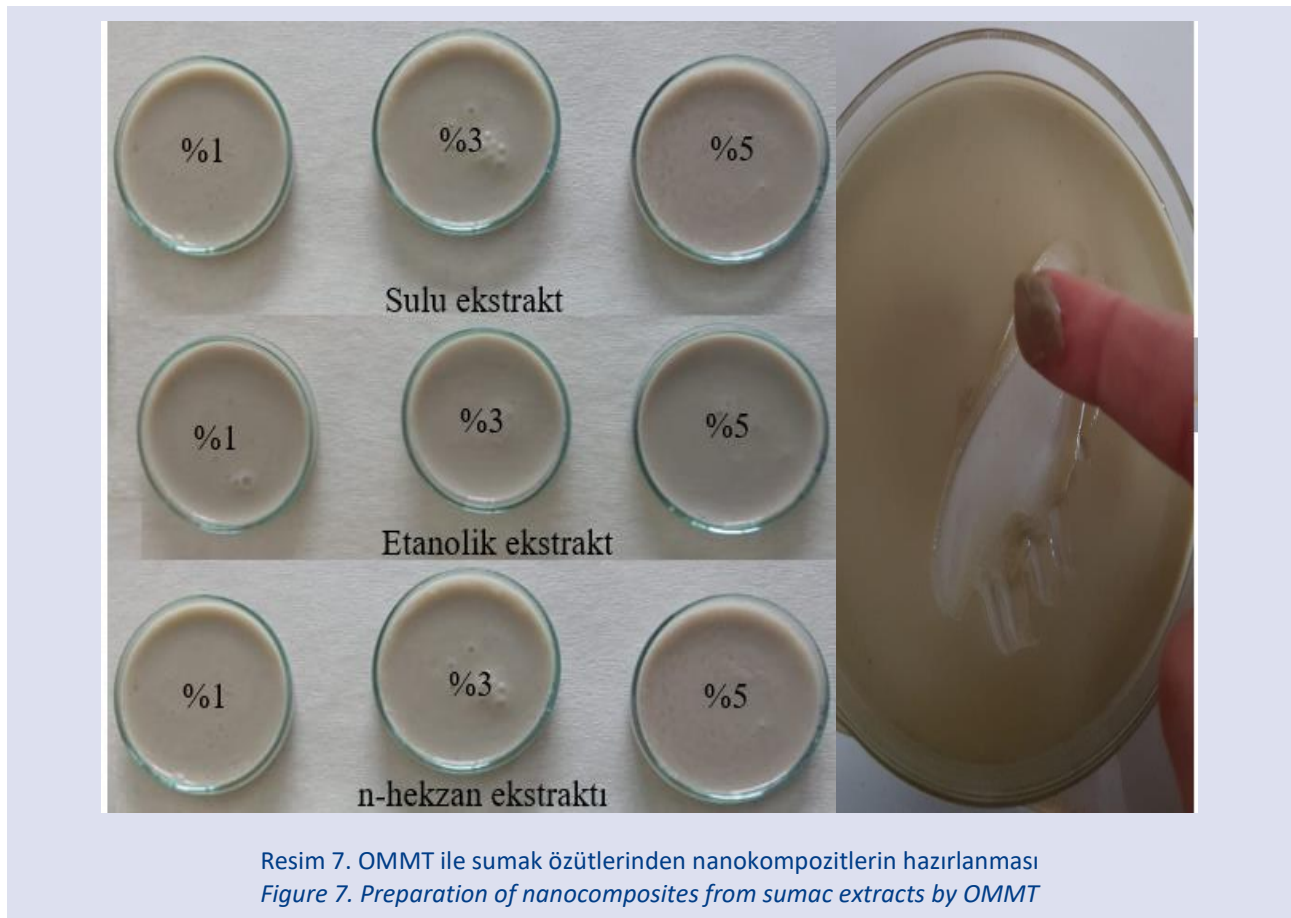 %1 %3 %5
Sulu ekstrakt
%1 %3 %5
Etanolik ekstrakt
%1 %3 %5
n-hekzan ekstraktı
Resim 7. OMMT ile sumak özütlerinden nanokompozitlerin hazırlanması
Figure 7. Preparation of nanocomposites from sumac extracts by OMMT